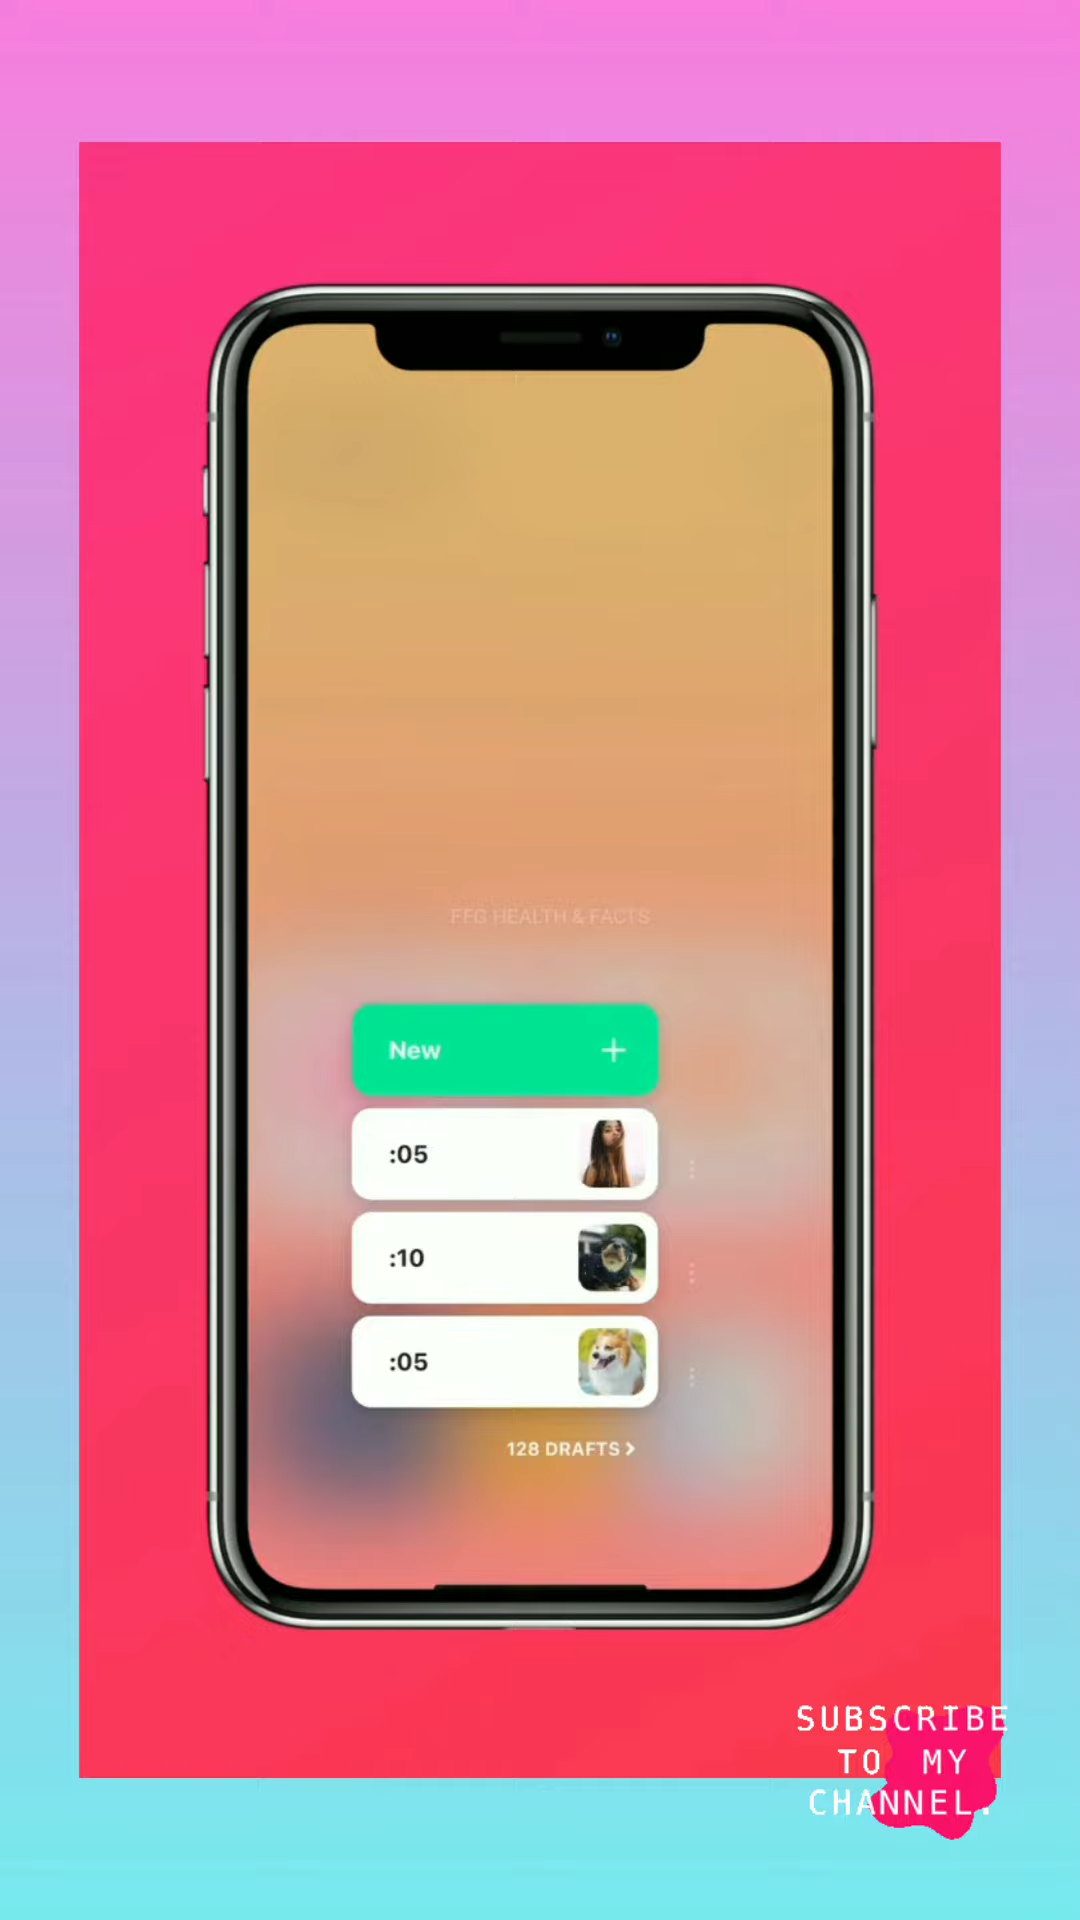 FFG HEALTH & FACTS
New +
:05
:10
:05
128 DRAFTS >
SUBSCRIBE
TO MY
CHANNEL.